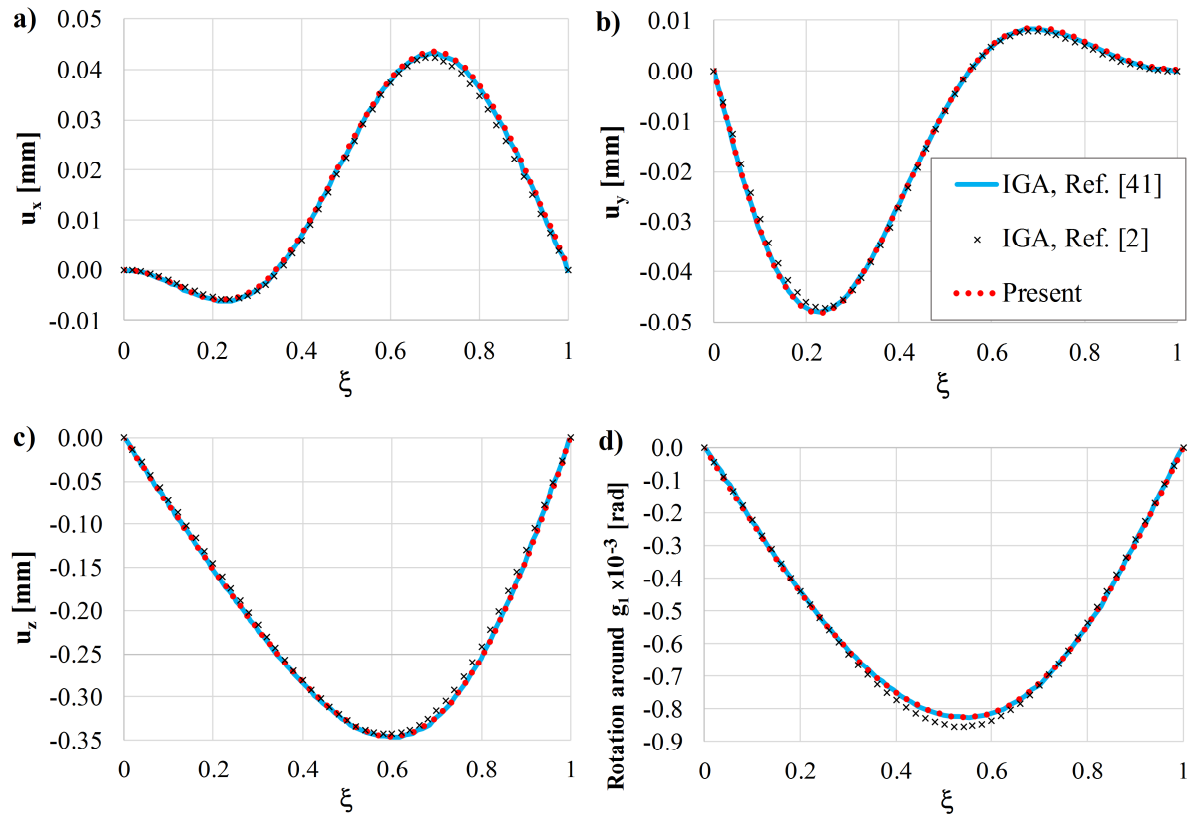 a)
u_x [mm]
0.05
0.04
0.03
0.02
0.01
0.00
-0.01
0 0.2 0.4 0.6 0.8 1
ξ
b)
u_y [mm]
0.01
0.00
-0.01
-0.02
-0.03
-0.04
-0.05
0 0.2 0.4 0.6 0.8 1
ξ
IGA, Ref. [41]
IGA, Ref. [2]
Present
c)
u_z [mm]
0.00
-0.05
-0.10
-0.15
-0.20
-0.25
-0.30
-0.35
0 0.2 0.4 0.6 0.8 1
ξ
d)
Rotation around g₁ x10⁻³ [rad]
0.0
-0.1
-0.2
-0.3
-0.4
-0.5
-0.6
-0.7
-0.8
-0.9
0 0.2 0.4 0.6 0.8 1
ξ